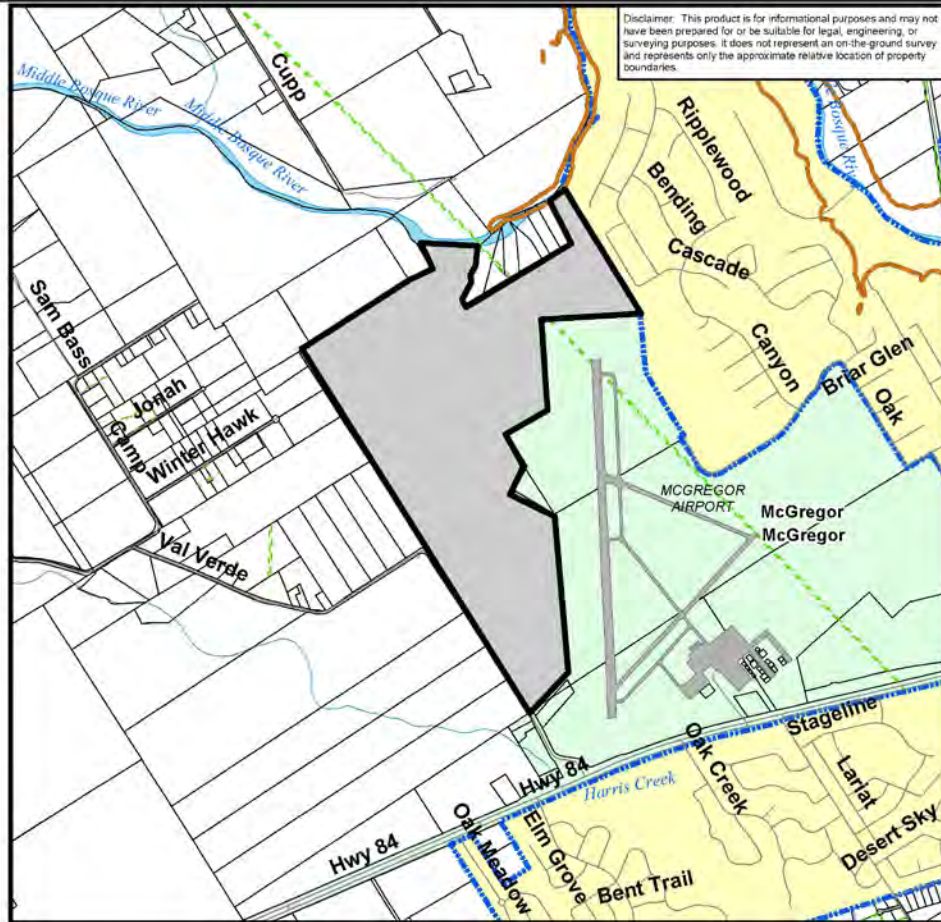 Disclaimer: This product is for informational purposes and may not
have been prepared for or be suitable for legal, engineering, or
surveying purposes. It does not represent an on-the-ground survey
and represents only the approximate relative location of property
boundaries.
Cupp
Middle Bosque River
Middle Bosque River
Bosque River
Ripplewood
Bending
Cascade
Sam Bass
Canyon
Briar Glen
Jonah
Oak
Camp
Winter Hawk
MCGREGOR
AIRPORT
McGregor
McGregor
Val Verde
Stageline
Oak Creek
Hwy 84
Harris Creek
Lariat
Oak Meadow
Elm Grove
Desert Sky
Hwy 84
Bent Trail